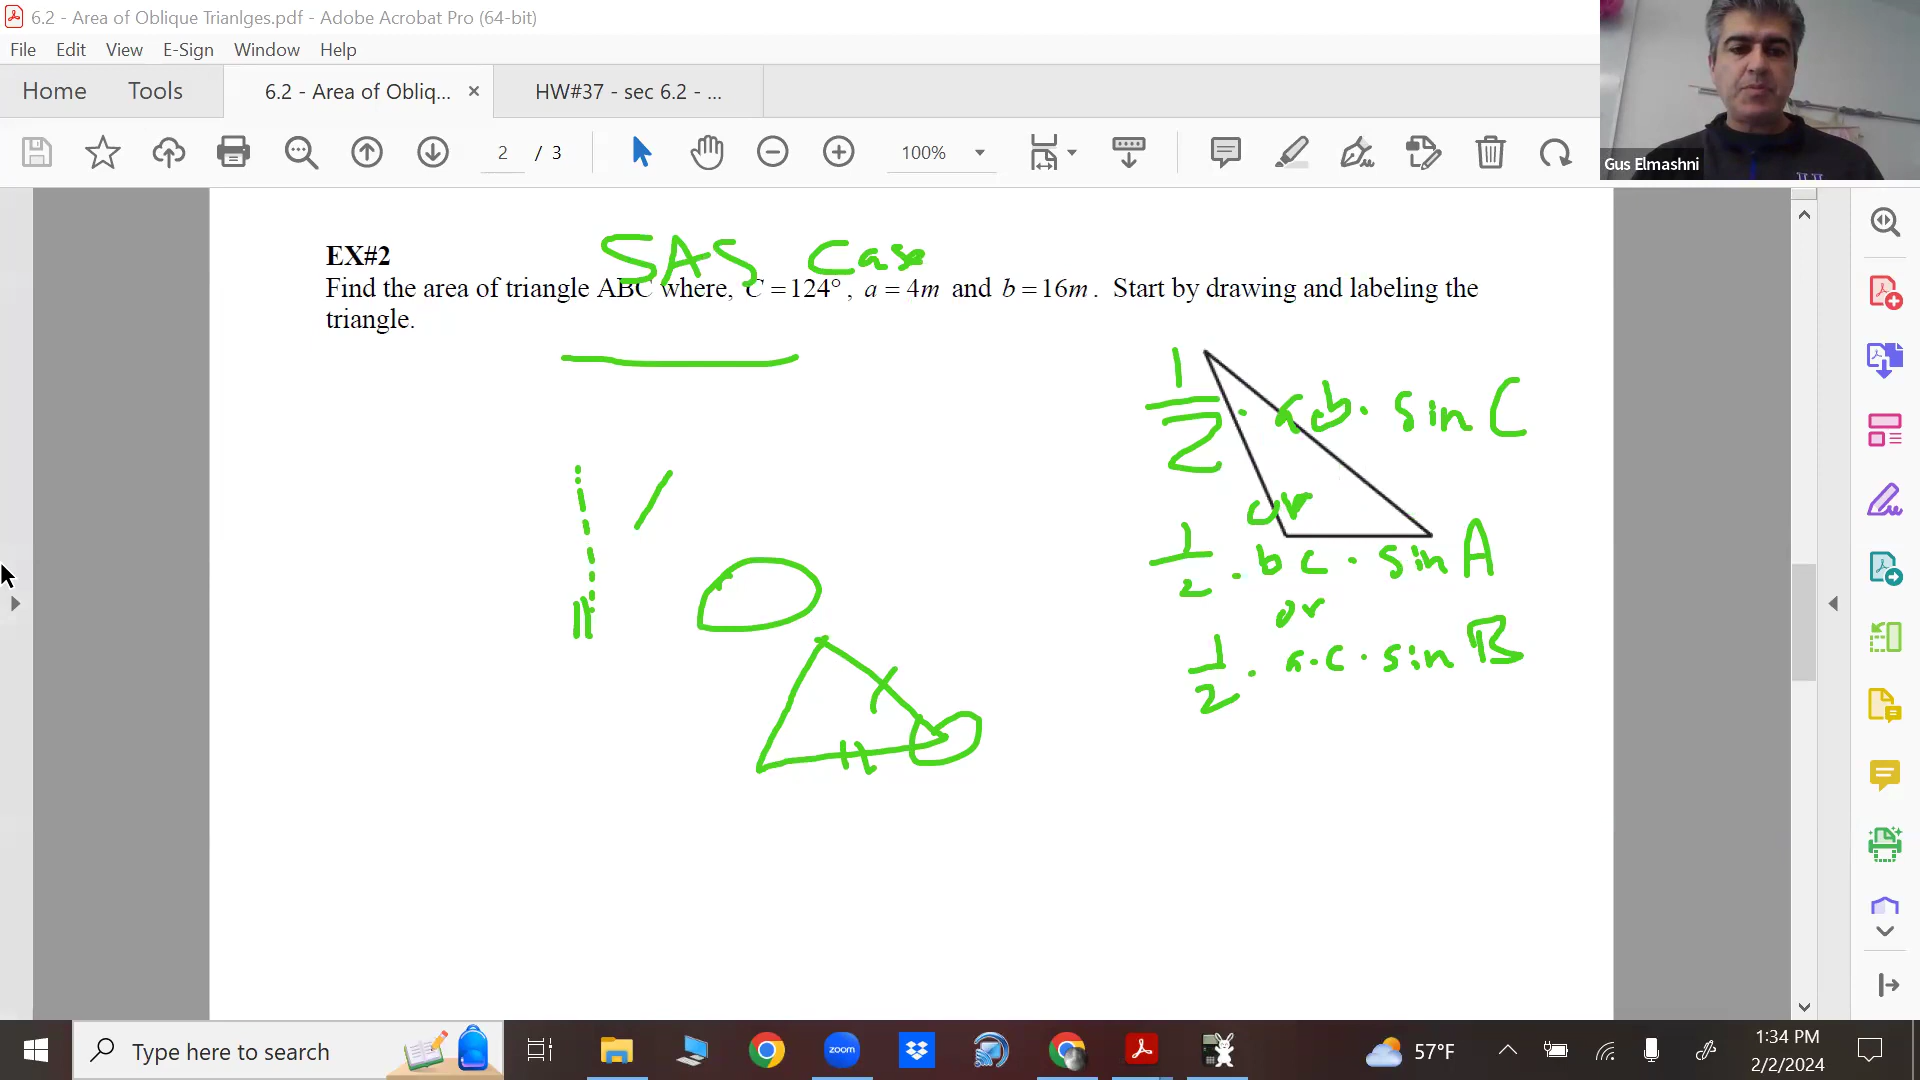 6.2 - Area of Oblique Trianlges.pdf - Adobe Acrobat Pro (64-bit)
File Edit View E-Sign Window Help
Home Tools 6.2 - Area of Obliq... × HW#37 - sec 6.2 - ...
2 / 3 100%
Gus Elmashni
SAS Case
EX#2
Find the area of triangle ABC where, C = 124°, a = 4m and b = 16m. Start by drawing and labeling the
triangle.
1/2 · ab · sin C
or
1/2 · bc · sin A
or
1/2 · a·c · sin B
Type here to search
zoom
57°F
1:34 PM
2/2/2024